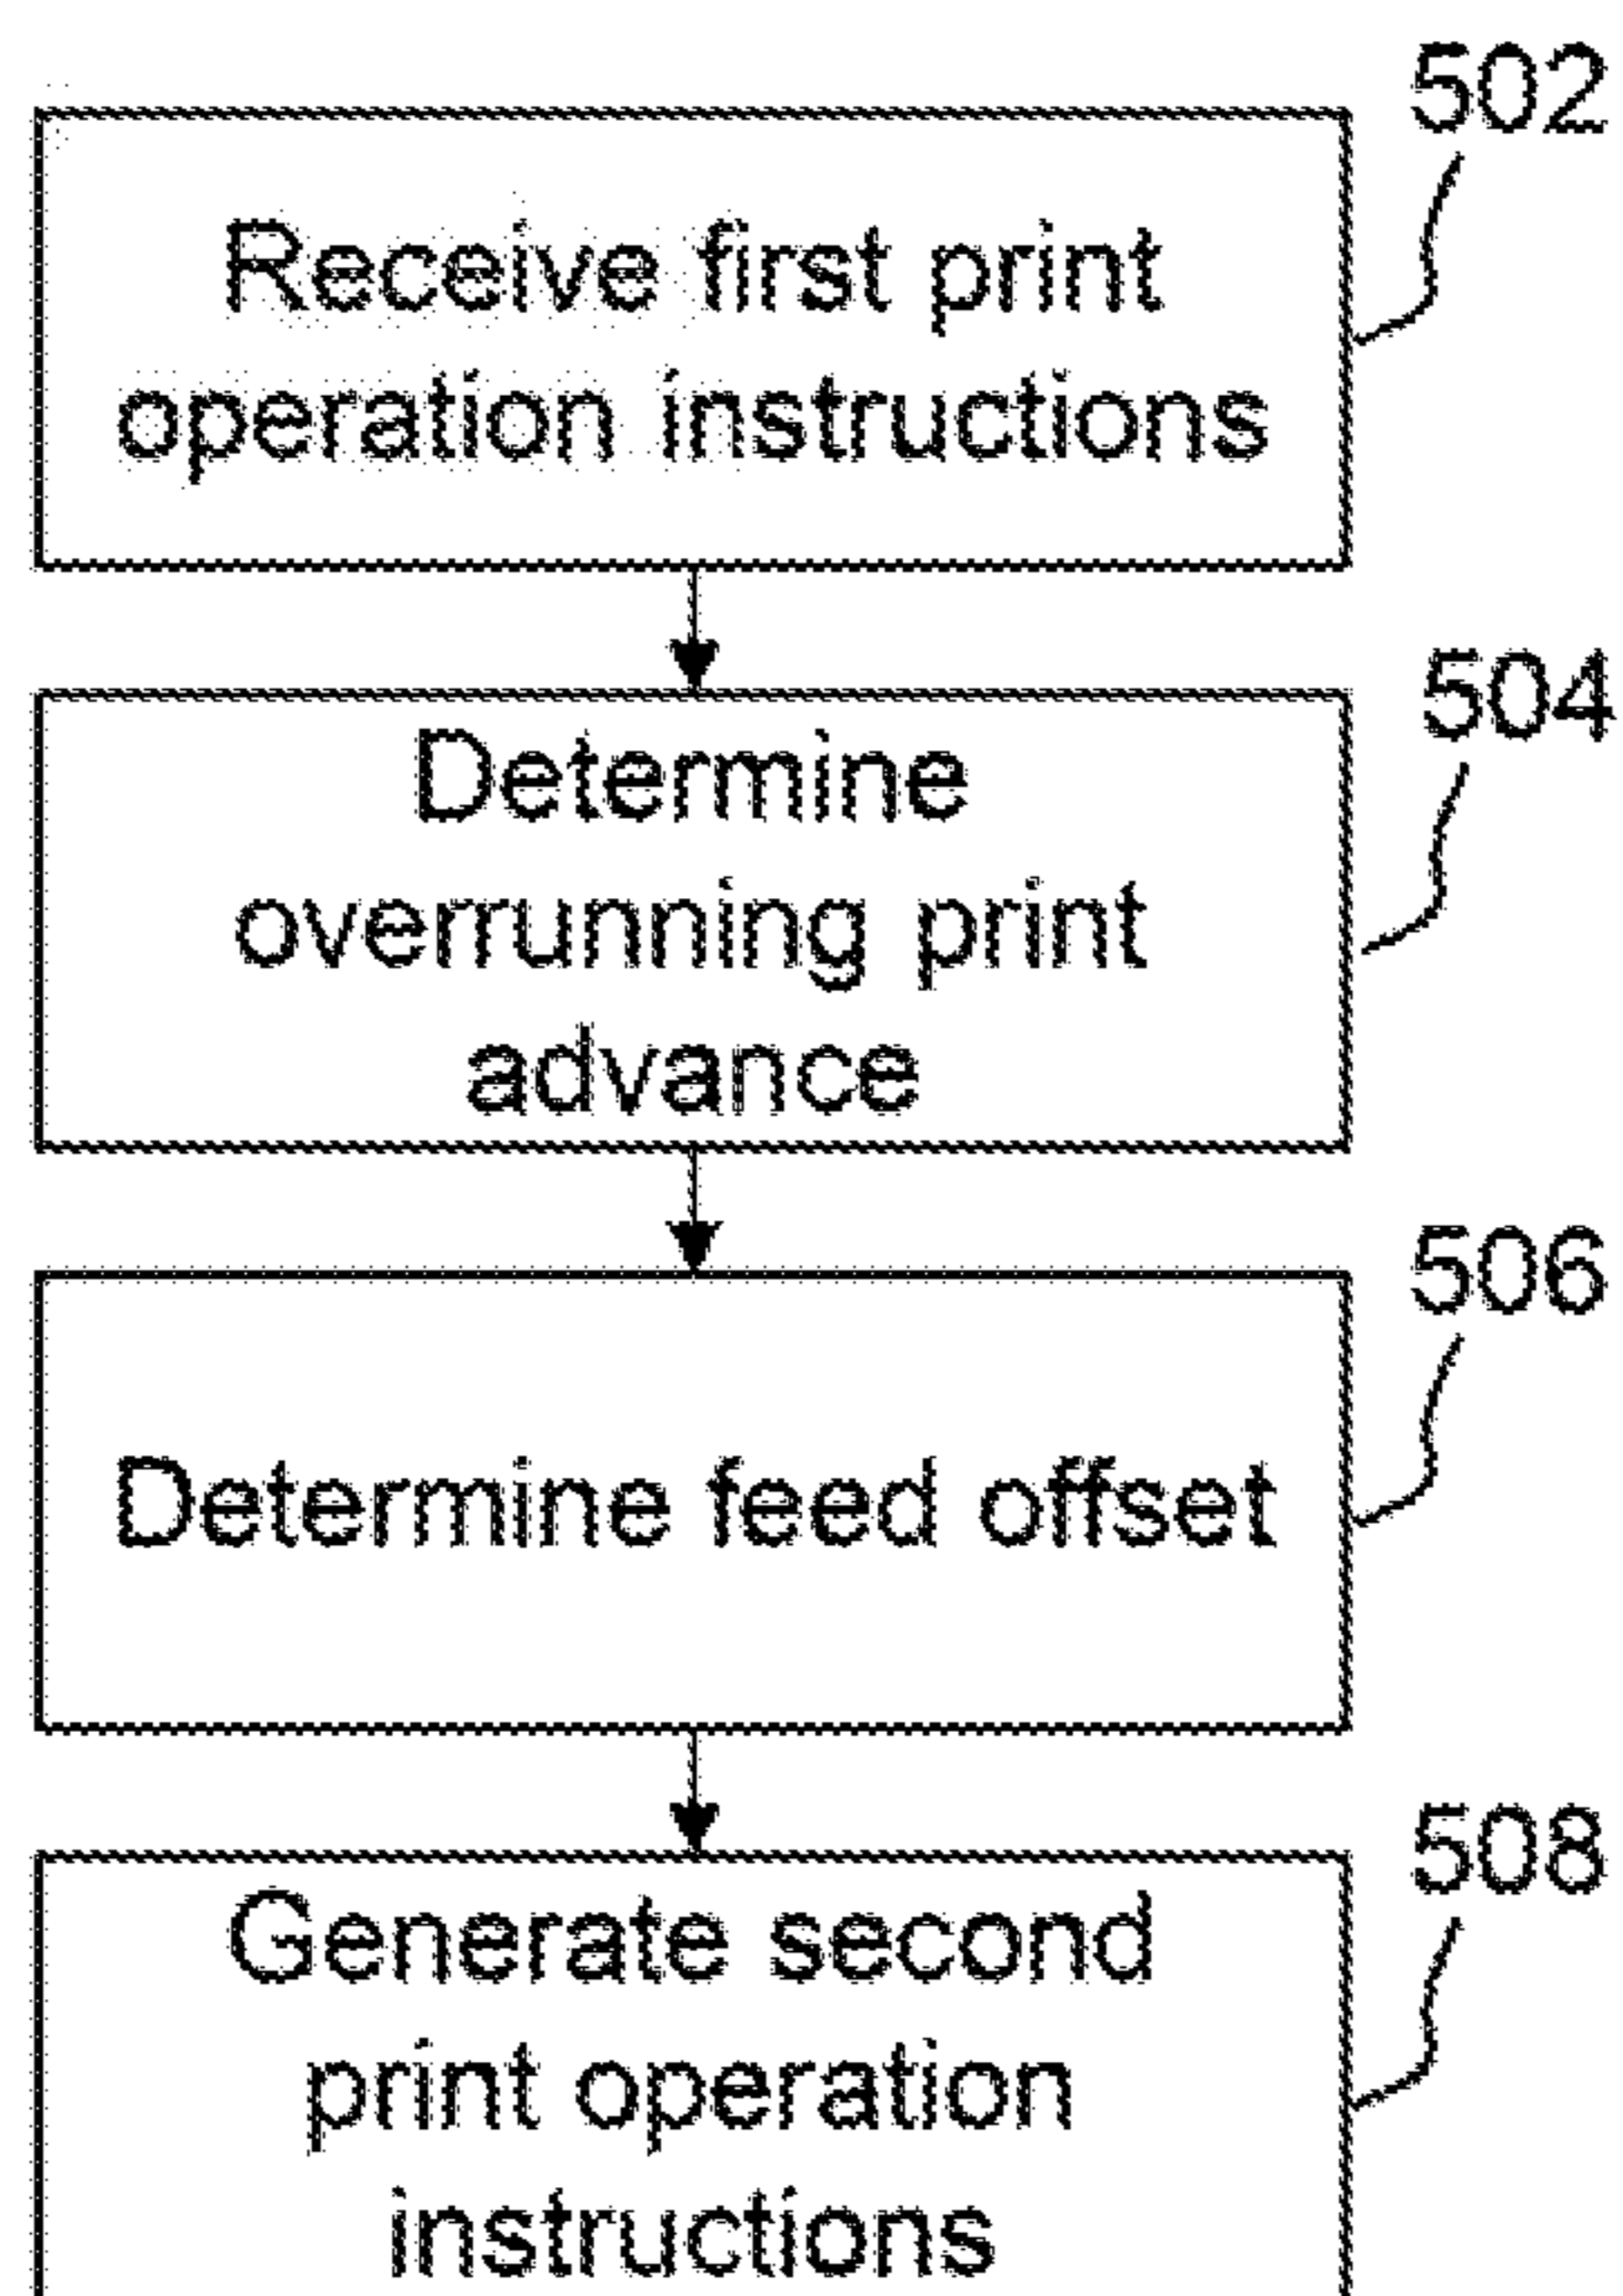 502
Receive first print
operation instructions
504
Determine
overrunning print
advance
506
Determine feed offset
508
Generate second
print operation
instructions